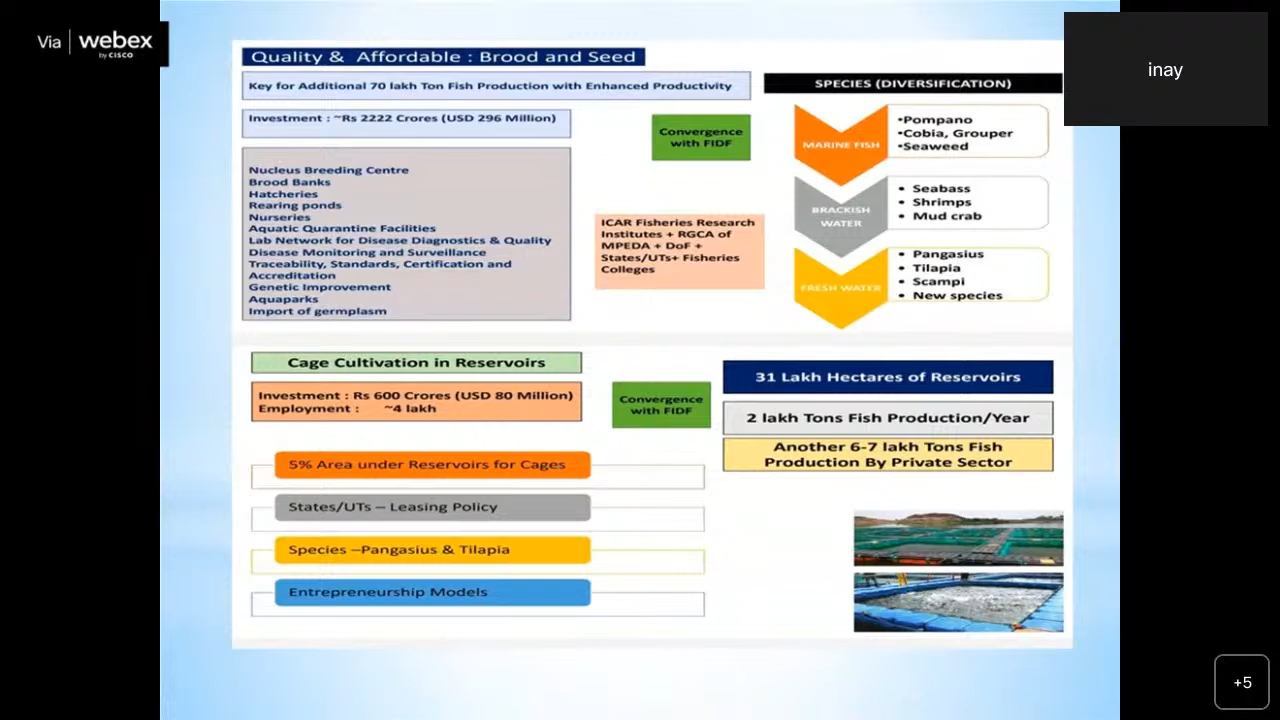 Via webex
by CISCO
inay
Quality & Affordable : Brood and Seed
Key for Additional 70 lakh Ton Fish Production with Enhanced Productivity
Investment : ~Rs 2222 Crores (USD 296 Million)
Convergence
with FIDF
Nucleus Breeding Centre
Brood Banks
Hatcheries
Rearing ponds
Nurseries
Aquatic Quarantine Facilities
Lab Network for Disease Diagnostics & Quality
Disease Monitoring and Surveillance
Traceability, Standards, Certification and
Accreditation
Genetic Improvement
Aquaparks
Import of germplasm
ICAR Fisheries Research
Institutes + RGCA of
MPEDA + DoF +
States/UTs+ Fisheries
Colleges
SPECIES (DIVERSIFICATION)
MARINE FISH
•Pompano
•Cobia, Grouper
•Seaweed
BRACKISH
WATER
• Seabass
• Shrimps
• Mud crab
FRESH WATER
• Pangasius
• Tilapia
• Scampi
• New species
Cage Cultivation in Reservoirs
Investment : Rs 600 Crores (USD 80 Million)
Employment : ~4 lakh
Convergence
with FIDF
31 Lakh Hectares of Reservoirs
2 lakh Tons Fish Production/Year
Another 6-7 lakh Tons Fish
Production By Private Sector
5% Area under Reservoirs for Cages
States/UTs – Leasing Policy
Species –Pangasius & Tilapia
Entrepreneurship Models
+5